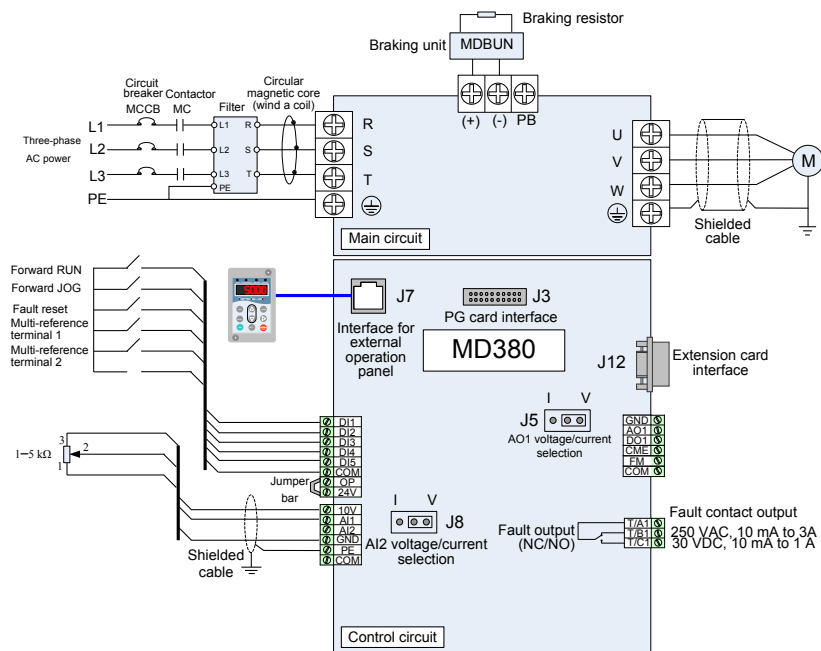 Braking resistor
Braking unit
MDBUN
Circuit
breaker
MCCB
Contactor
MC
Filter
Circular
magnetic core
(wind a coil)
(+)
(-)
PB
L1
L1
R
R
Three-phase
AC power
L2
L2
S
S
L3
L3
T
T
PE
PE
U
V
W
M
Shielded
cable
Main circuit
Forward RUN
Forward JOG
Fault reset
Multi-reference
terminal 1
Multi-reference
terminal 2
5000
J7
Interface for
external
operation
panel
J3
PG card interface
MD380
J12
Extension card
interface
I V
J5
AO1 voltage/current
selection
DI1
DI2
DI3
DI4
DI5
COM
OP
24V
Jumper
bar
GND
AO1
DO1
CME
FM
COM
3
2
1
1—5 kΩ
10V
AI1
AI2
GND
PE
COM
Shielded
cable
I V
J8
AI2 voltage/current
selection
Fault output
(NC/NO)
T/A1
T/B1
T/C1
Fault contact output
250 VAC, 10 mA to 3A
30 VDC, 10 mA to 1 A
Control circuit